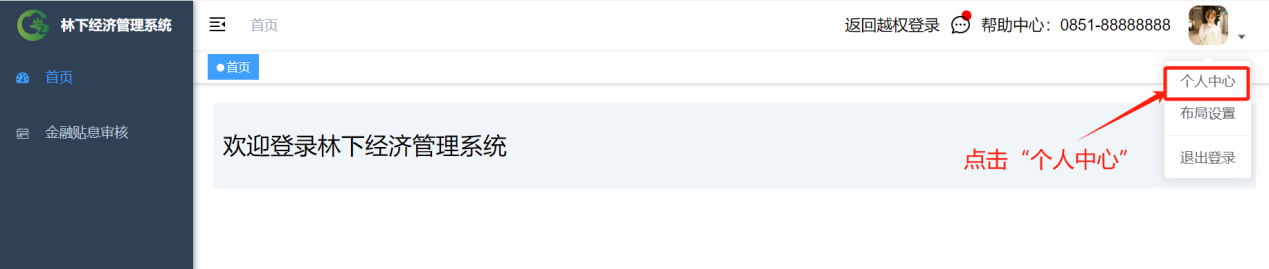 林下经济管理系统
首页
返回越权登录
帮助中心：0851-88888888
首页
首页
个人中心
金融贴息审核
布局设置
欢迎登录林下经济管理系统
点击“个人中心”
退出登录